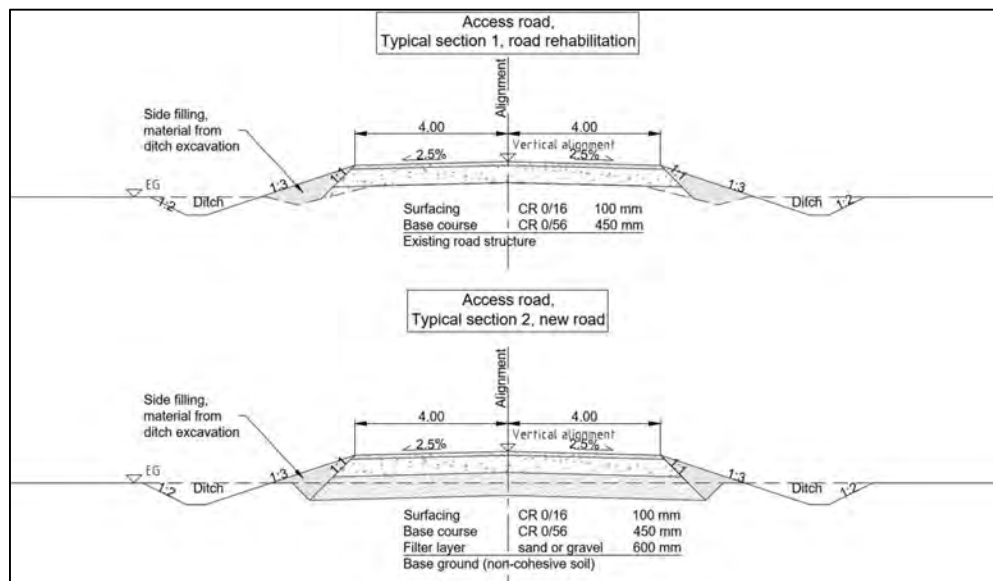 Access road,
Typical section 1, road rehabilitation
Alignment
Side filling,
material from
ditch excavation
4.00 4.00
Vertical alignment
2.5% 2.5%
EG
1:2 Ditch 1:3 1:1 1:1 1:3 Ditch 1:2
Surfacing CR 0/16 100 mm
Base course CR 0/56 450 mm
Existing road structure
Access road,
Typical section 2, new road
Alignment
Side filling,
material from
ditch excavation
4.00 4.00
Vertical alignment
2.5% 2.5%
EG
1:2 Ditch 1:3 1:1 1:1 1:3 Ditch 1:2
Surfacing CR 0/16 100 mm
Base course CR 0/56 450 mm
Filter layer sand or gravel 600 mm
Base ground (non-cohesive soil)